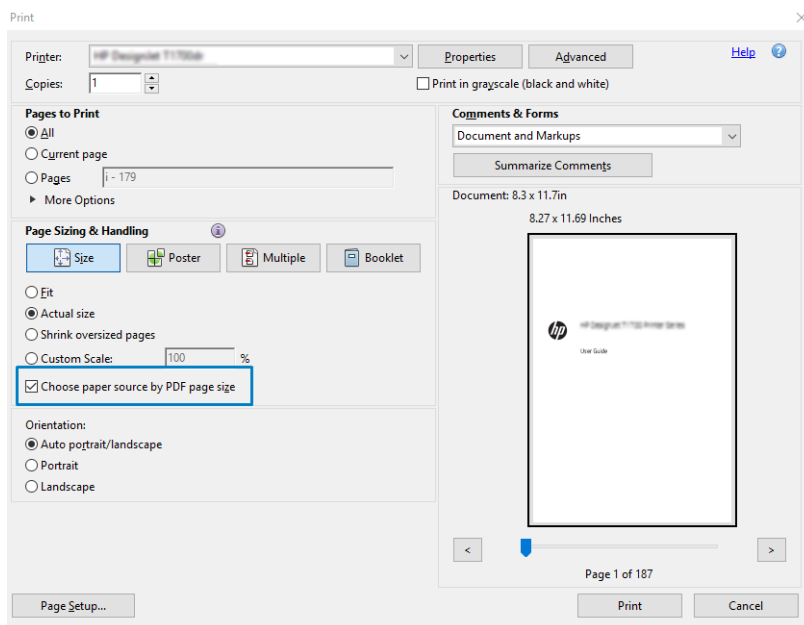 Print
Printer:
Properties
Advanced
Help
?
Copies:
1
Print in grayscale (black and white)
Pages to Print
All
Current page
Pages
i - 179
More Options
Comments & Forms
Document and Markups
Summarize Comments
Page Sizing & Handling
i
Size
Poster
Multiple
Booklet
Fit
Actual size
Shrink oversized pages
Custom Scale:
100
%
Choose paper source by PDF page size
Orientation:
Auto portrait/landscape
Portrait
Landscape
Document: 8.3 x 11.7in
8.27 x 11.69 Inches
hp
User Guide
<
>
Page 1 of 187
Page Setup...
Print
Cancel